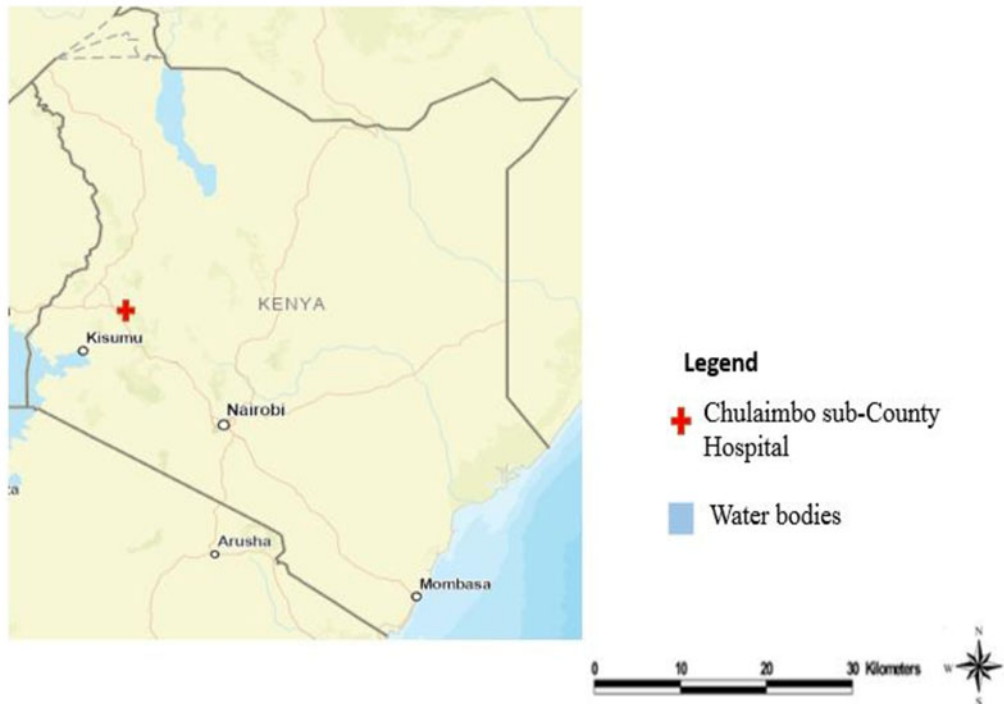 KENYA
Kisumu
Nairobi
Arusha
Mombasa
Legend
Chulaimbo sub-County
Hospital
Water bodies
0 10 20 30 Kilometers
N
W
S